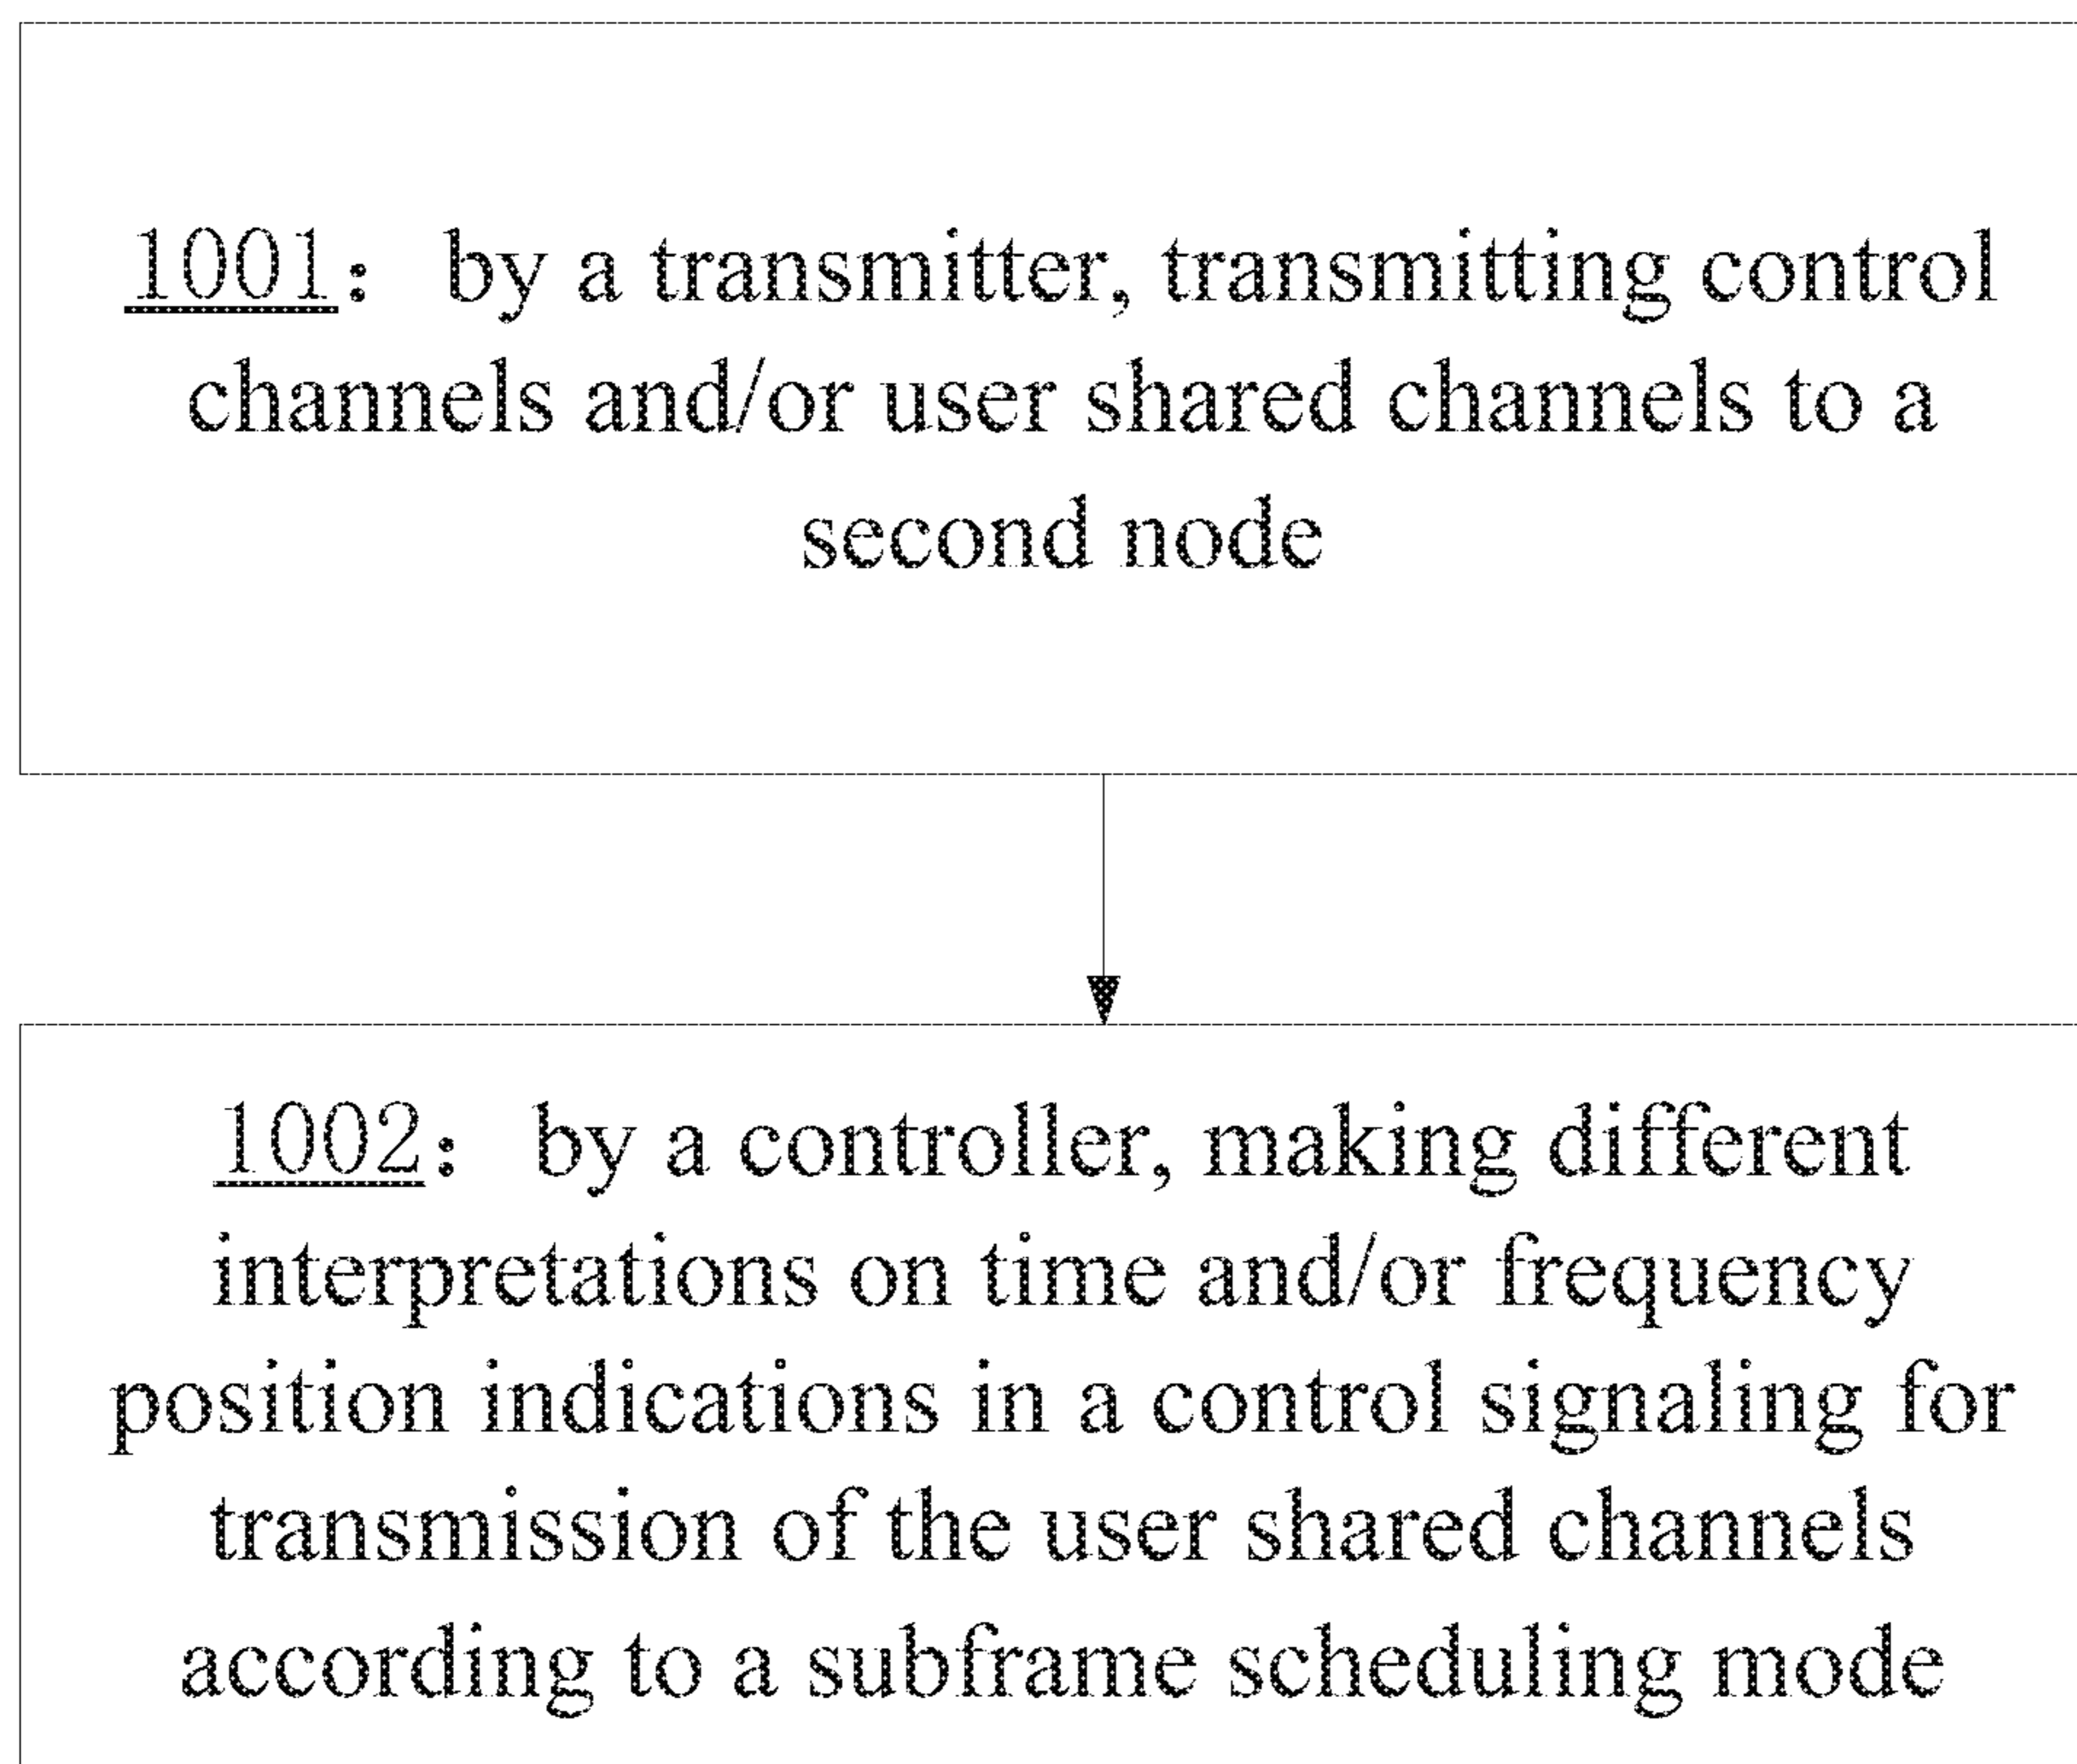 1001: by a transmitter, transmitting control
channels and/or user shared channels to a
second node
1002: by a controller, making different
interpretations on time and/or frequency
position indications in a control signaling for
transmission of the user shared channels
according to a subframe scheduling mode